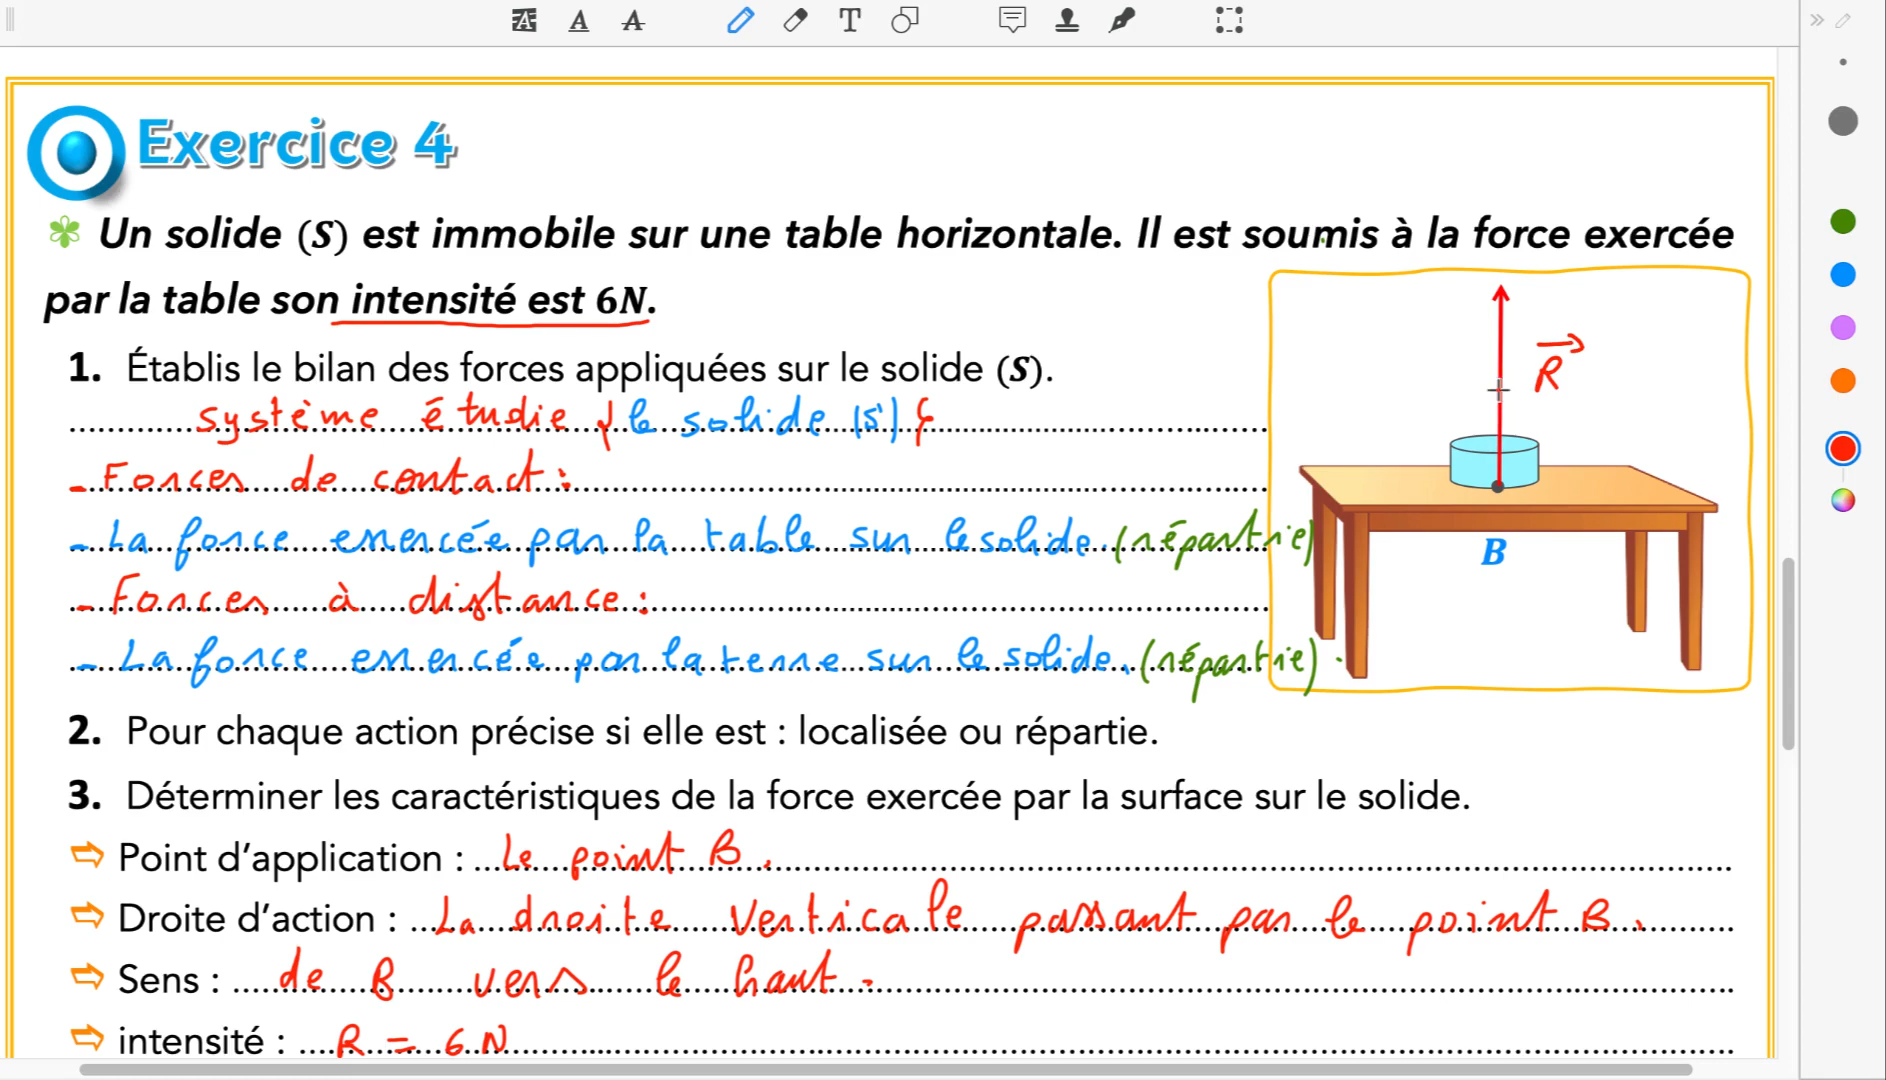 Exercice 4
Un solide (S) est immobile sur une table horizontale. Il est soumis à la force exercée
par la table son intensité est 6N.
1. Établis le bilan des forces appliquées sur le solide (S).
système étudie { le solide (S) }
- Forces de contact :
- La force exercée par la table sur le solide. (répartie)
- Forces à distance :
- La force exercée par la terre sur le solide. (répartie).
R
B
2. Pour chaque action précise si elle est : localisée ou répartie.
3. Déterminer les caractéristiques de la force exercée par la surface sur le solide.
Point d'application : Le point B.
Droite d'action : La droite verticale passant par le point B.
Sens : de B vers le haut.
intensité : R = 6 N